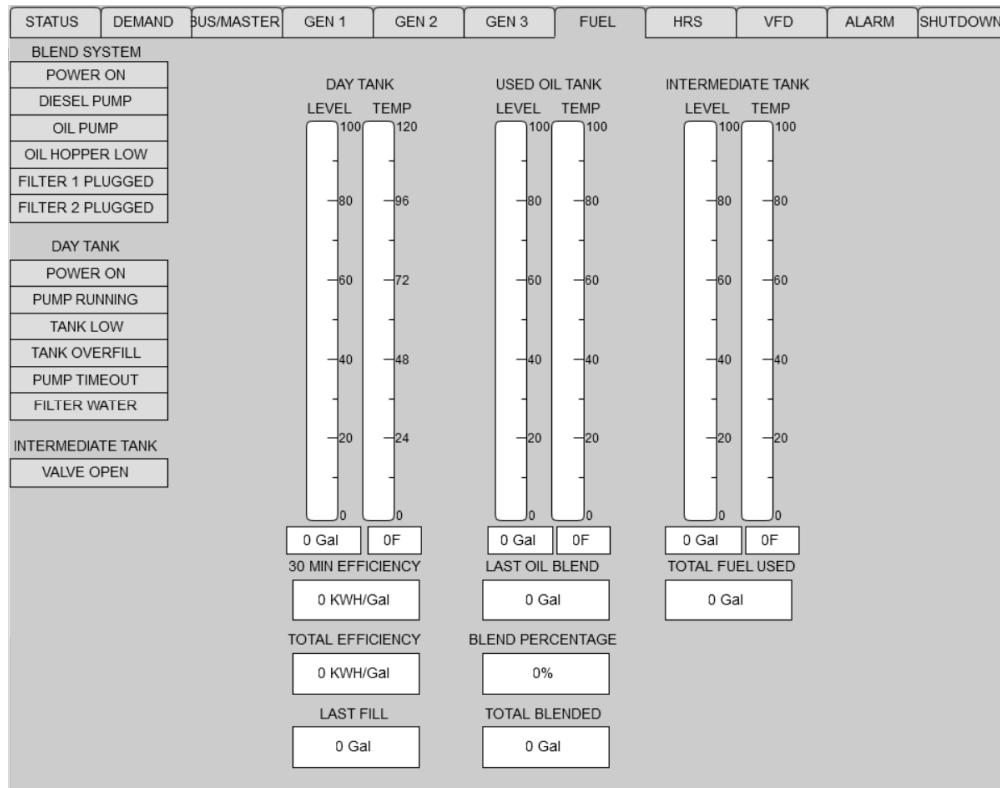 STATUS DEMAND BUS/MASTER GEN 1 GEN 2 GEN 3 FUEL HRS VFD ALARM SHUTDOWN
BLEND SYSTEM
POWER ON
DIESEL PUMP
OIL PUMP
OIL HOPPER LOW
FILTER 1 PLUGGED
FILTER 2 PLUGGED
DAY TANK
POWER ON
PUMP RUNNING
TANK LOW
TANK OVERFILL
PUMP TIMEOUT
FILTER WATER
INTERMEDIATE TANK
VALVE OPEN
DAY TANK
LEVEL TEMP
100 120
80 96
60 72
40 48
20 24
0 0
0 Gal 0F
30 MIN EFFICIENCY
0 KWH/Gal
TOTAL EFFICIENCY
0 KWH/Gal
LAST FILL
0 Gal
USED OIL TANK
LEVEL TEMP
100 100
80 80
60 60
40 40
20 20
0 0
0 Gal 0F
LAST OIL BLEND
0 Gal
BLEND PERCENTAGE
0%
TOTAL BLENDED
0 Gal
INTERMEDIATE TANK
LEVEL TEMP
100 100
80 80
60 60
40 40
20 20
0 0
0 Gal 0F
TOTAL FUEL USED
0 Gal